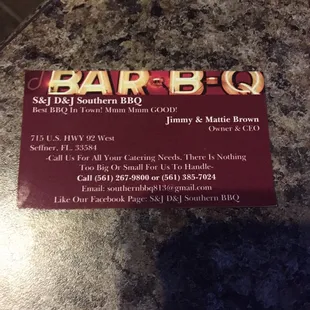 BAR-B-Q
S&J D&J Southern BBQ
Best BBQ In Town! Mmm Mmm GOOD!
Jimmy & Mattie Brown
Owner & CEO
715 U.S. HWY 92 West
Seffner, FL. 33584
-Call Us For All Your Catering Needs, There Is Nothing
Too Big Or Small For Us To Handle-
Call (561) 267-9800 or (561) 385-7024
Email: southernbbq813@gmail.com
Like Our Facebook Page: S&J D&J Southern BBQ